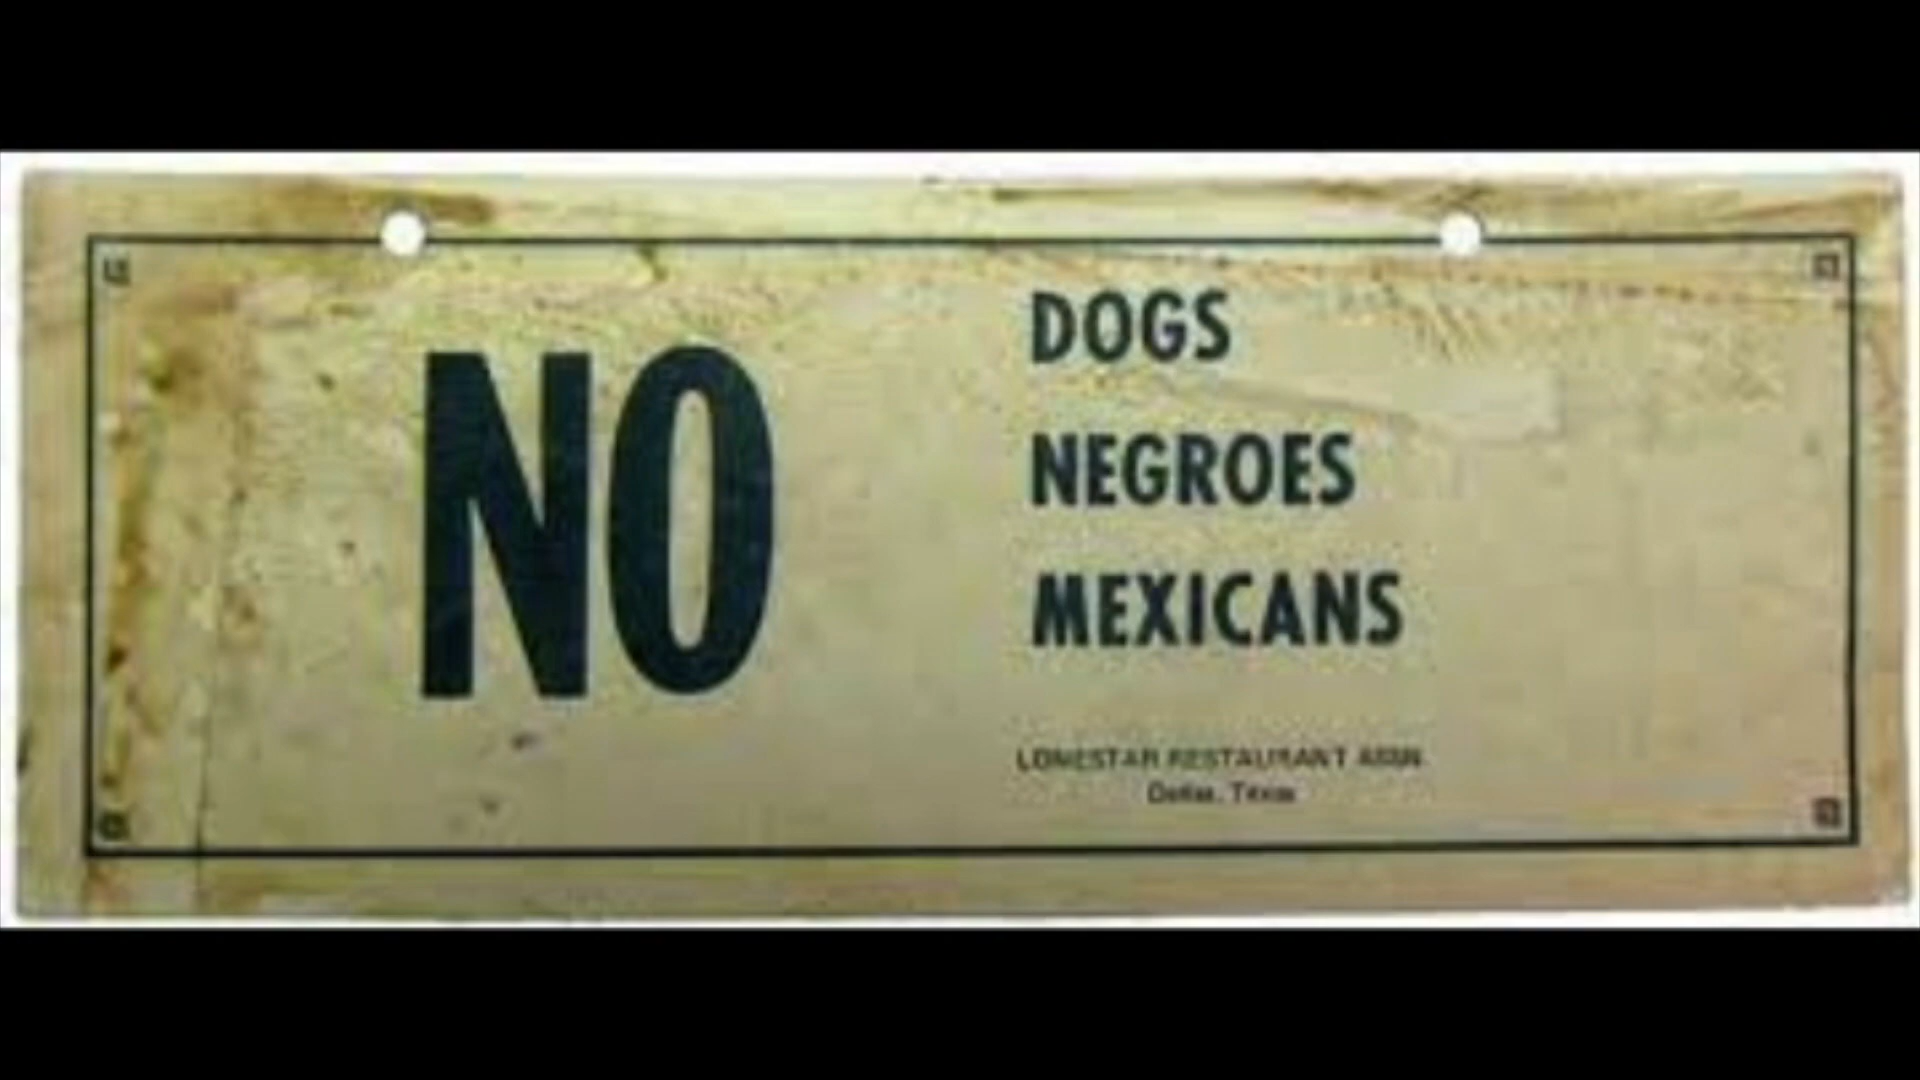 NO
DOGS
NEGROES
MEXICANS
LONESTAR RESTAURANT ASSN.
Dallas, Texas